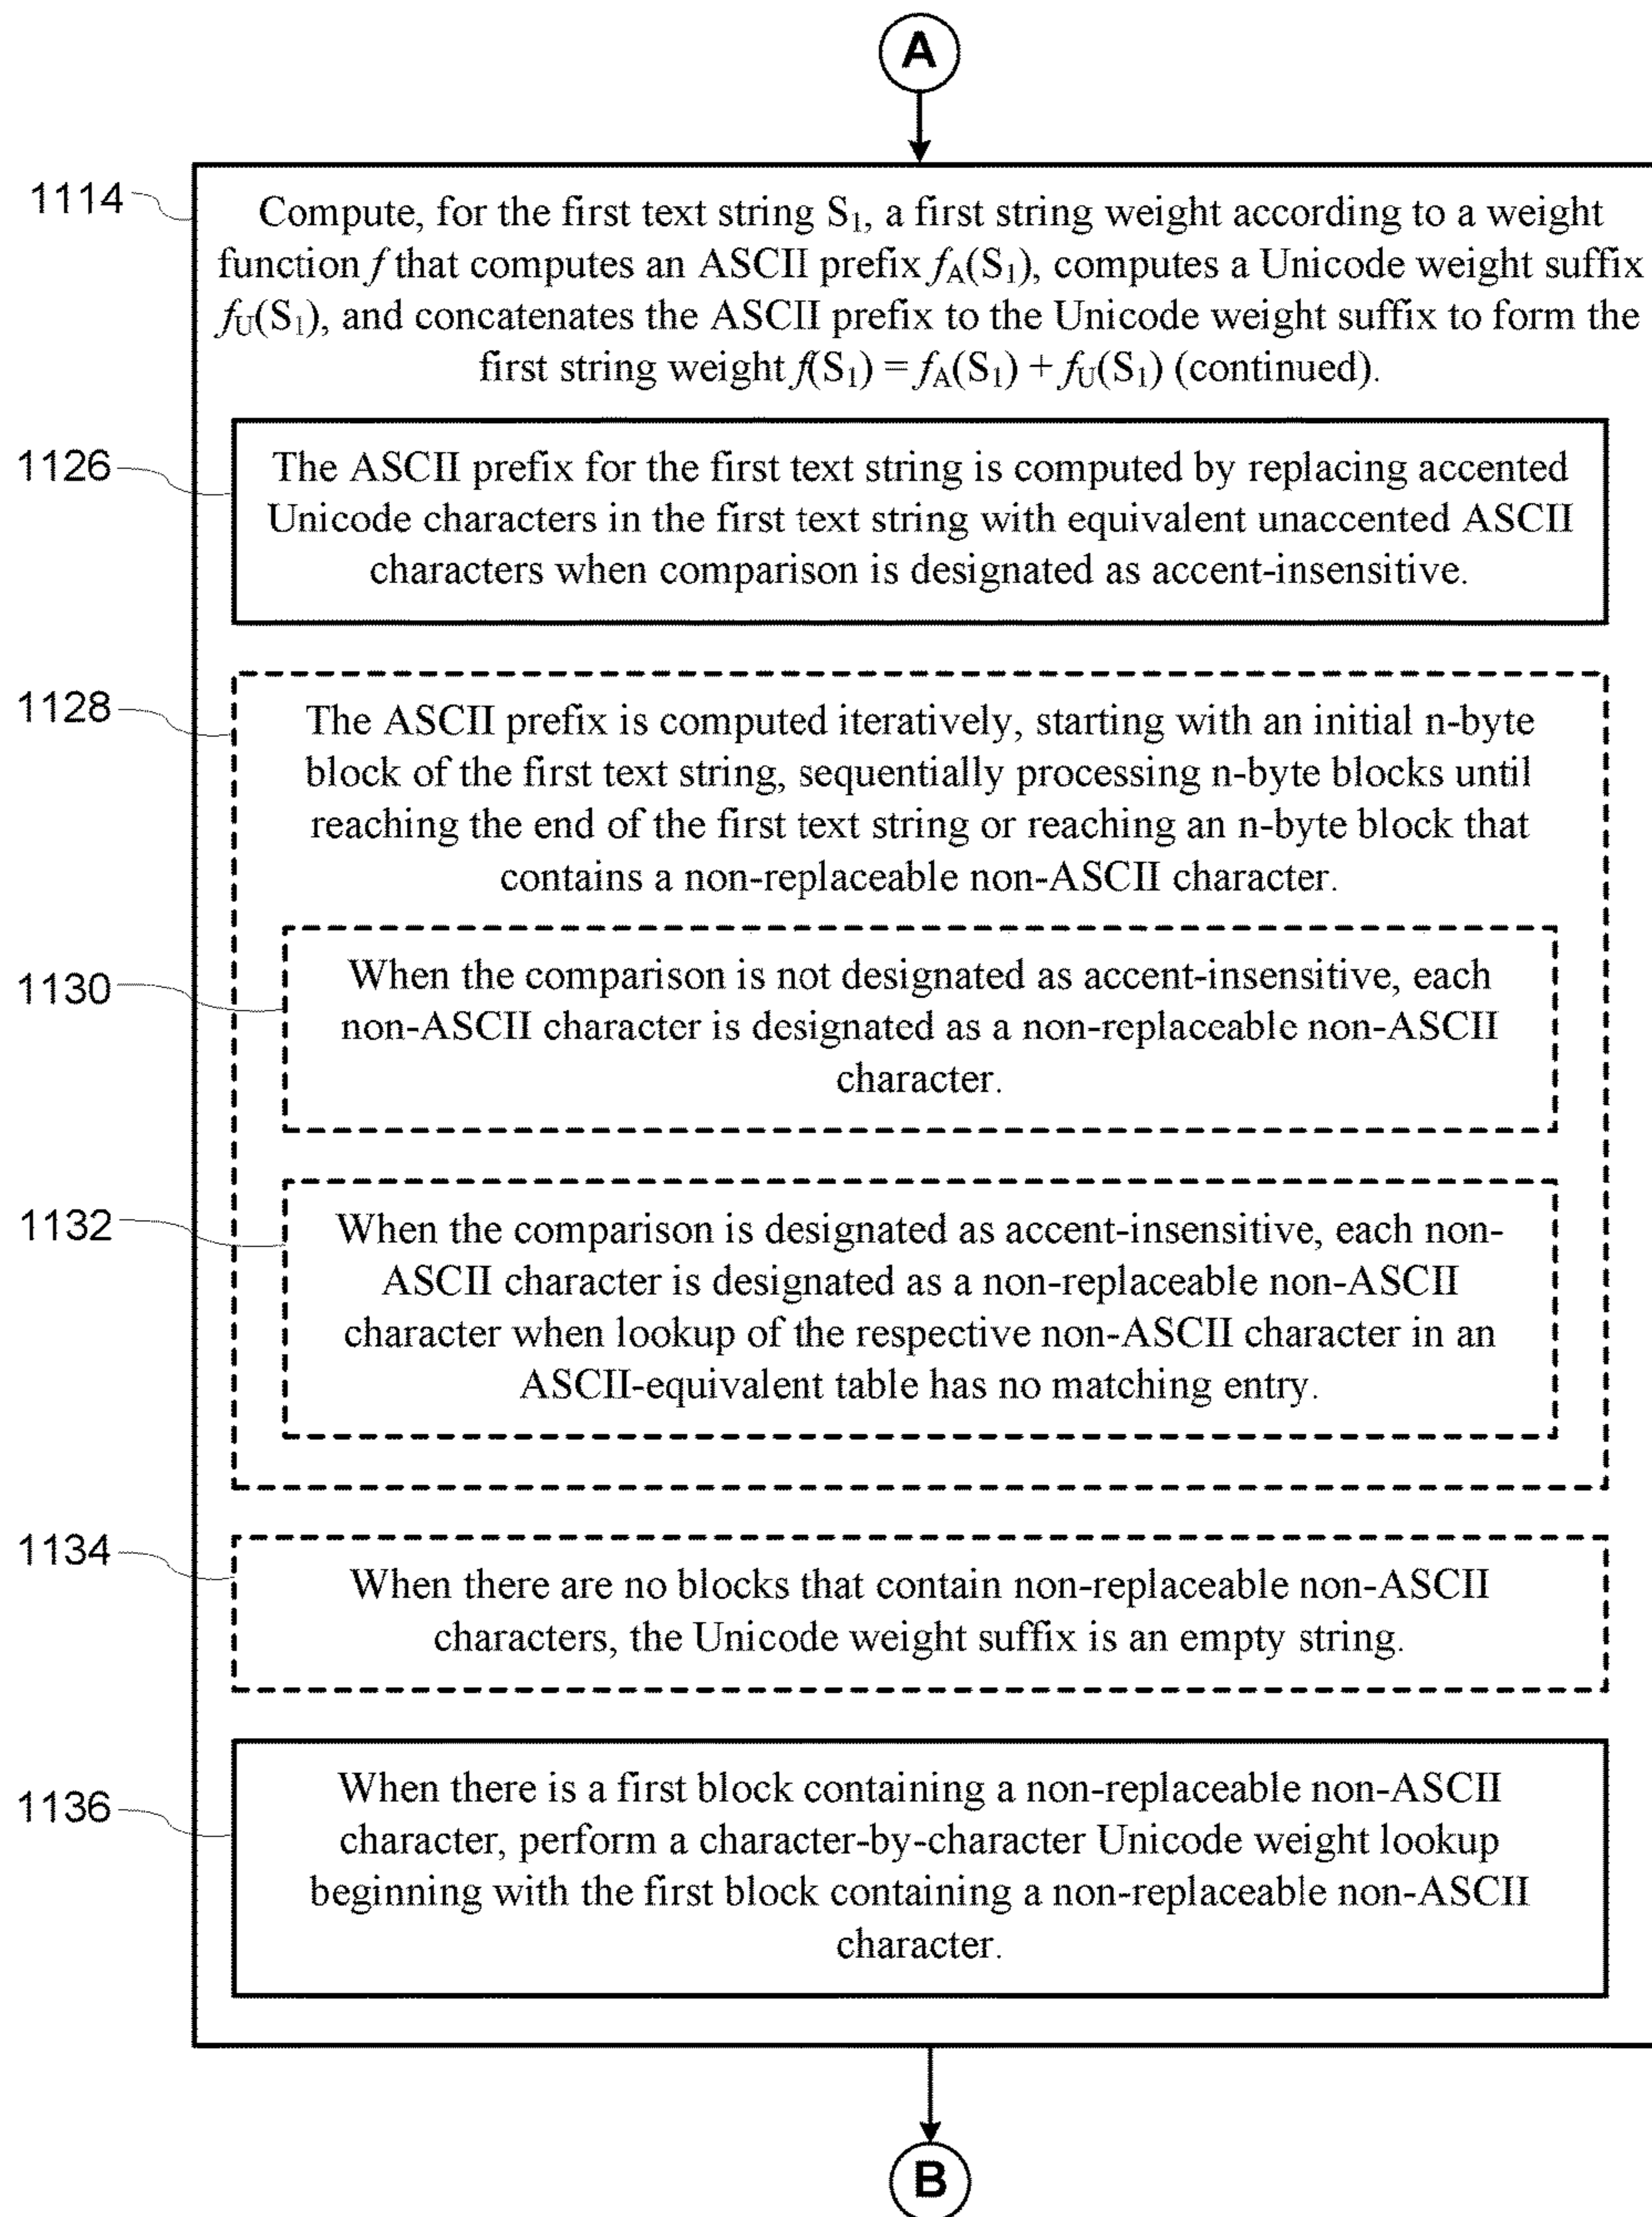 A
1114
Compute, for the first text string S₁, a first string weight according to a weight
function f that computes an ASCII prefix f_A(S₁), computes a Unicode weight suffix
f_U(S₁), and concatenates the ASCII prefix to the Unicode weight suffix to form the
first string weight f(S₁) = f_A(S₁) + f_U(S₁) (continued).
1126
The ASCII prefix for the first text string is computed by replacing accented
Unicode characters in the first text string with equivalent unaccented ASCII
characters when comparison is designated as accent-insensitive.
1128
The ASCII prefix is computed iteratively, starting with an initial n-byte
block of the first text string, sequentially processing n-byte blocks until
reaching the end of the first text string or reaching an n-byte block that
contains a non-replaceable non-ASCII character.
1130
When the comparison is not designated as accent-insensitive, each
non-ASCII character is designated as a non-replaceable non-ASCII
character.
1132
When the comparison is designated as accent-insensitive, each non-
ASCII character is designated as a non-replaceable non-ASCII
character when lookup of the respective non-ASCII character in an
ASCII-equivalent table has no matching entry.
1134
When there are no blocks that contain non-replaceable non-ASCII
characters, the Unicode weight suffix is an empty string.
1136
When there is a first block containing a non-replaceable non-ASCII
character, perform a character-by-character Unicode weight lookup
beginning with the first block containing a non-replaceable non-ASCII
character.
B